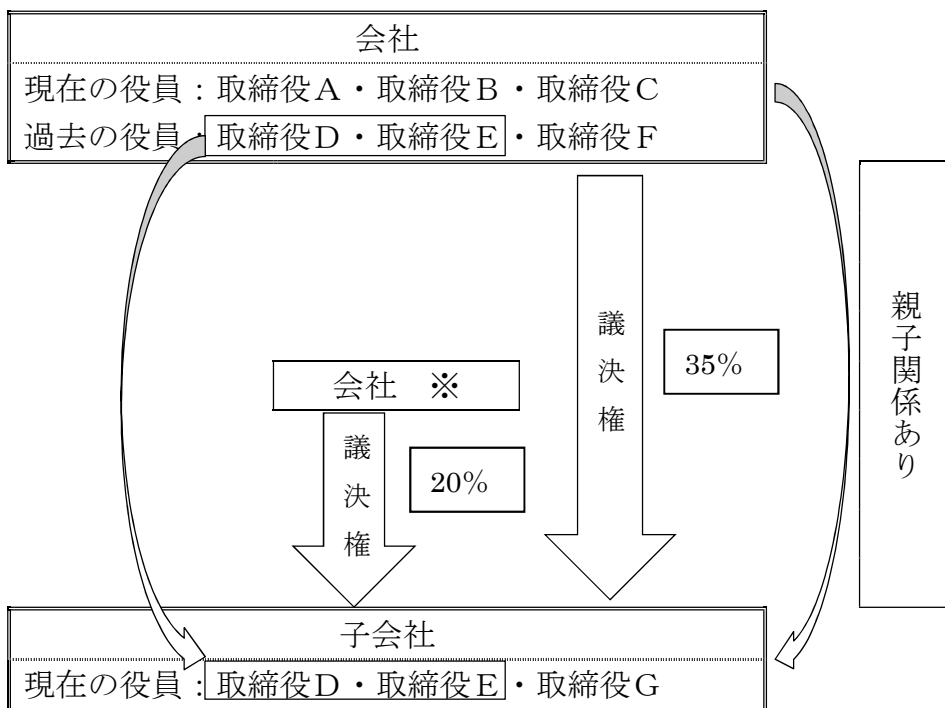 会社
現在の役員：取締役A・取締役B・取締役C
過去の役員：取締役D・取締役E・取締役F
議決権
35%
親子関係あり
会社　※
議決権
20%
子会社
現在の役員：取締役D・取締役E・取締役G